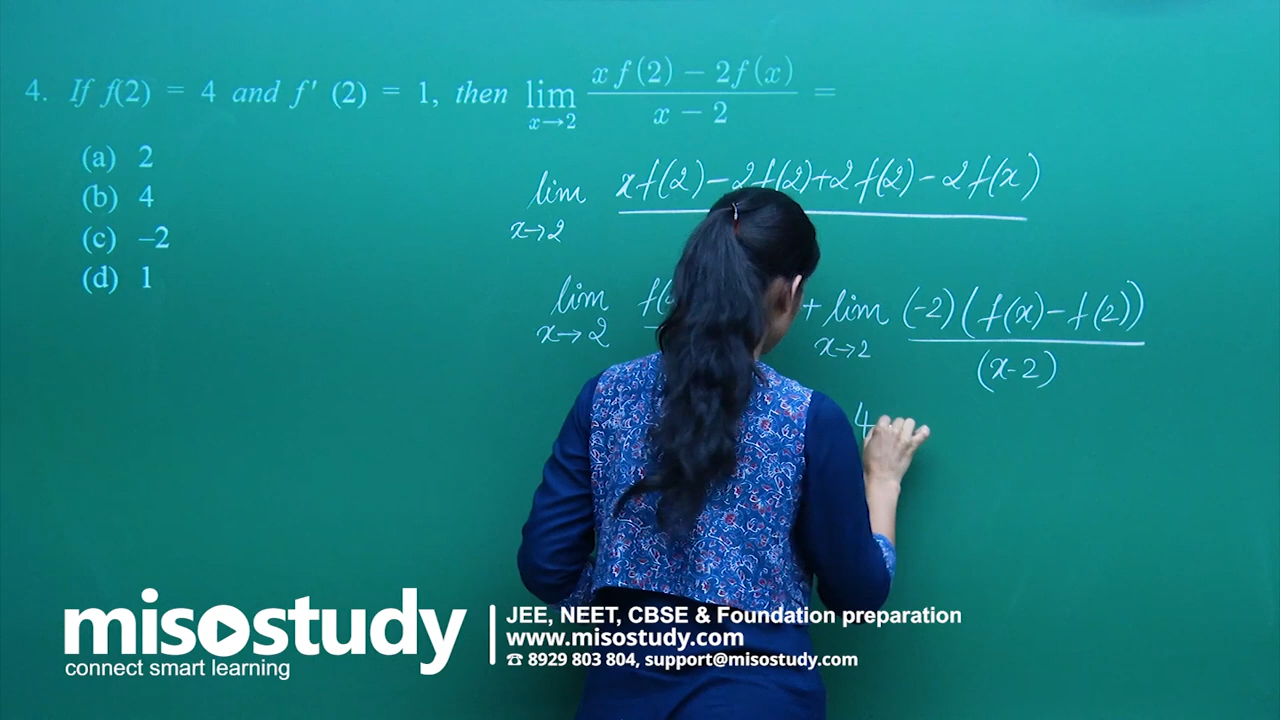 4. If f(2) = 4 and f' (2) = 1, then lim x→2 x f(2) − 2f(x) / x − 2 =
(a) 2
(b) 4
(c) –2
(d) 1
lim x→2 xf(2)−2f(2)+2f(2)−2f(x)
lim x→2 + lim x→2 (-2)(f(x)−f(2)) / (x-2)
4
misostudy
connect smart learning
JEE, NEET, CBSE & Foundation preparation
www.misostudy.com
☎ 8929 803 804, support@misostudy.com